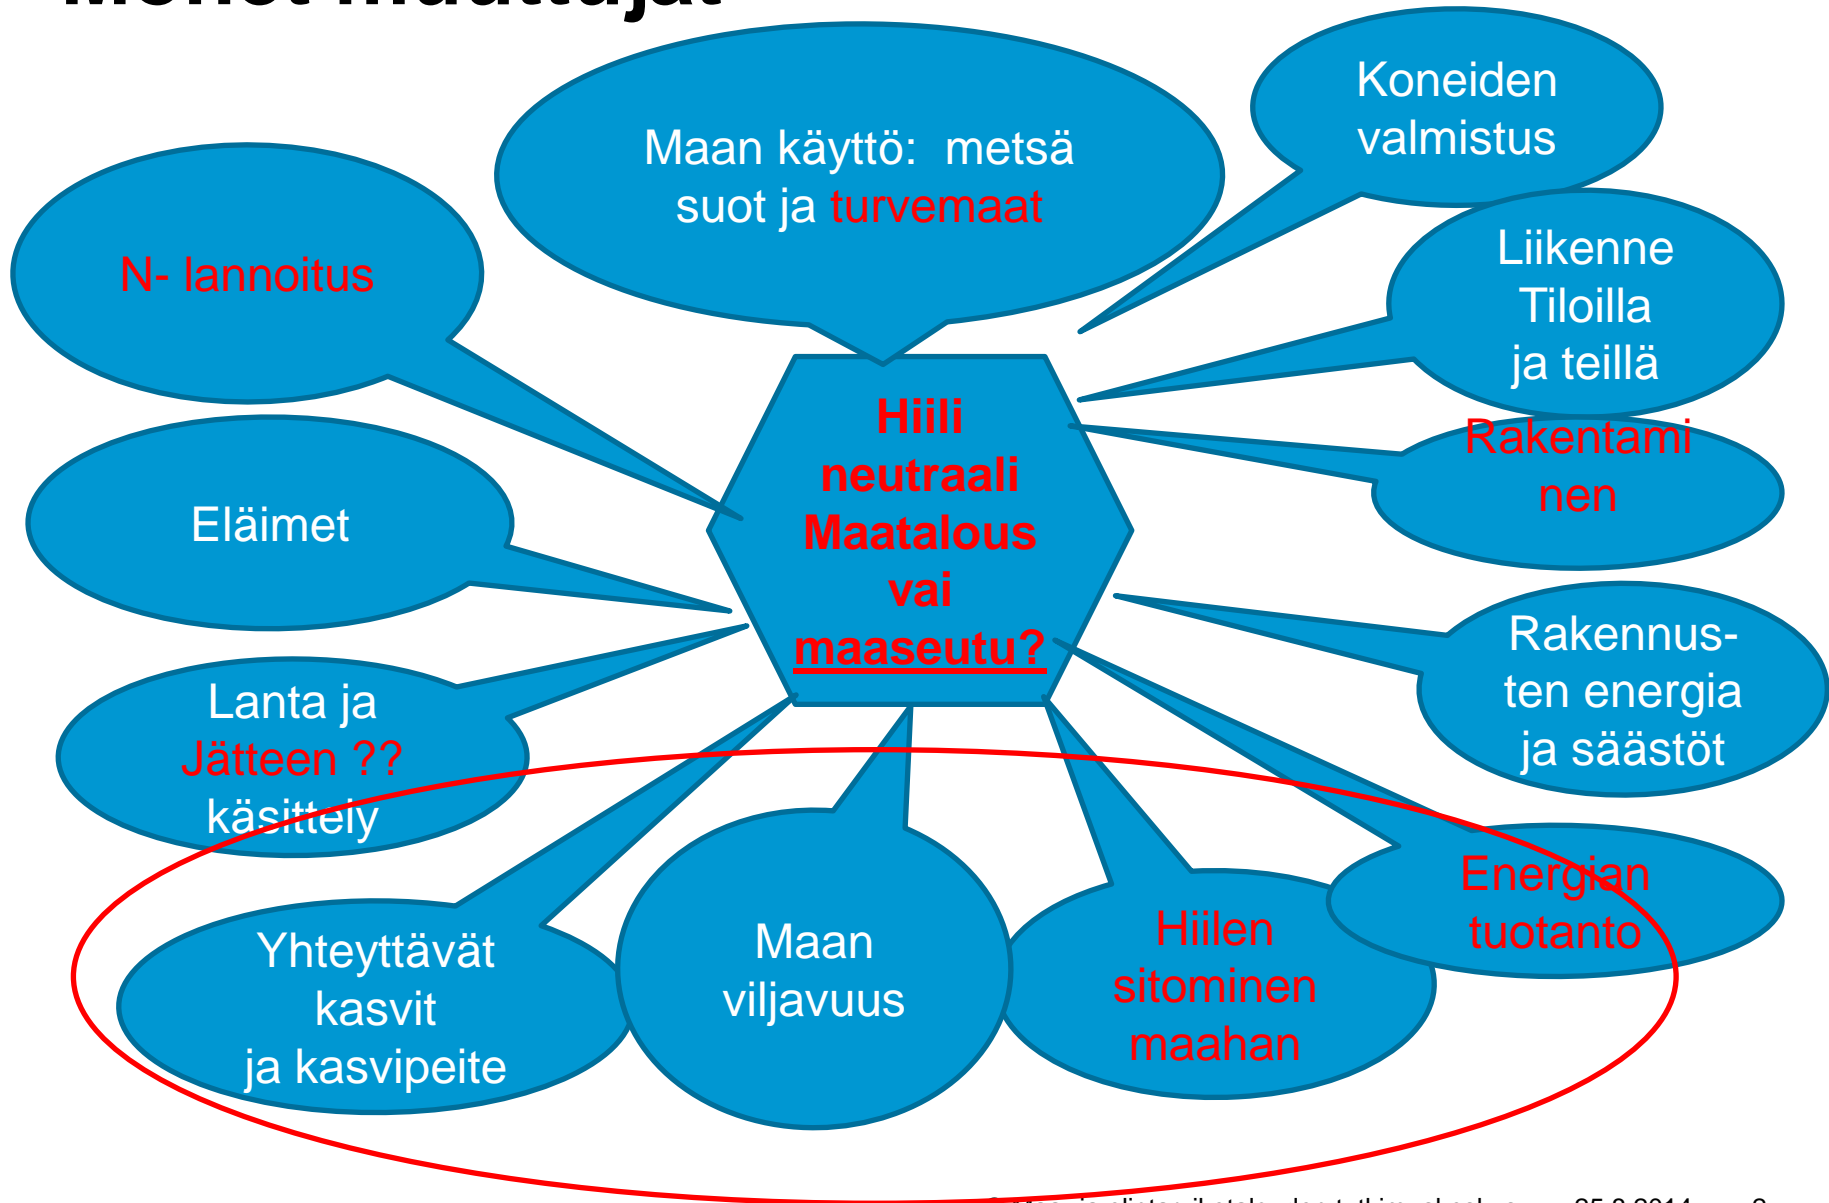 Monet muuttujat
Maan käyttö: metsä
suot ja turvemaat
Koneiden
valmistus
N- lannoitus
Liikenne
Tiloilla
ja teillä
Hiili
neutraali
Maatalous
vai
maaseutu?
Rakentami
nen
Eläimet
Rakennus-
ten energia
ja säästöt
Lanta ja
Jätteen ??
käsittely
Energian
tuotanto
Yhteyttävät
kasvit
ja kasvipeite
Maan
viljavuus
Hiilen
sitominen
maahan